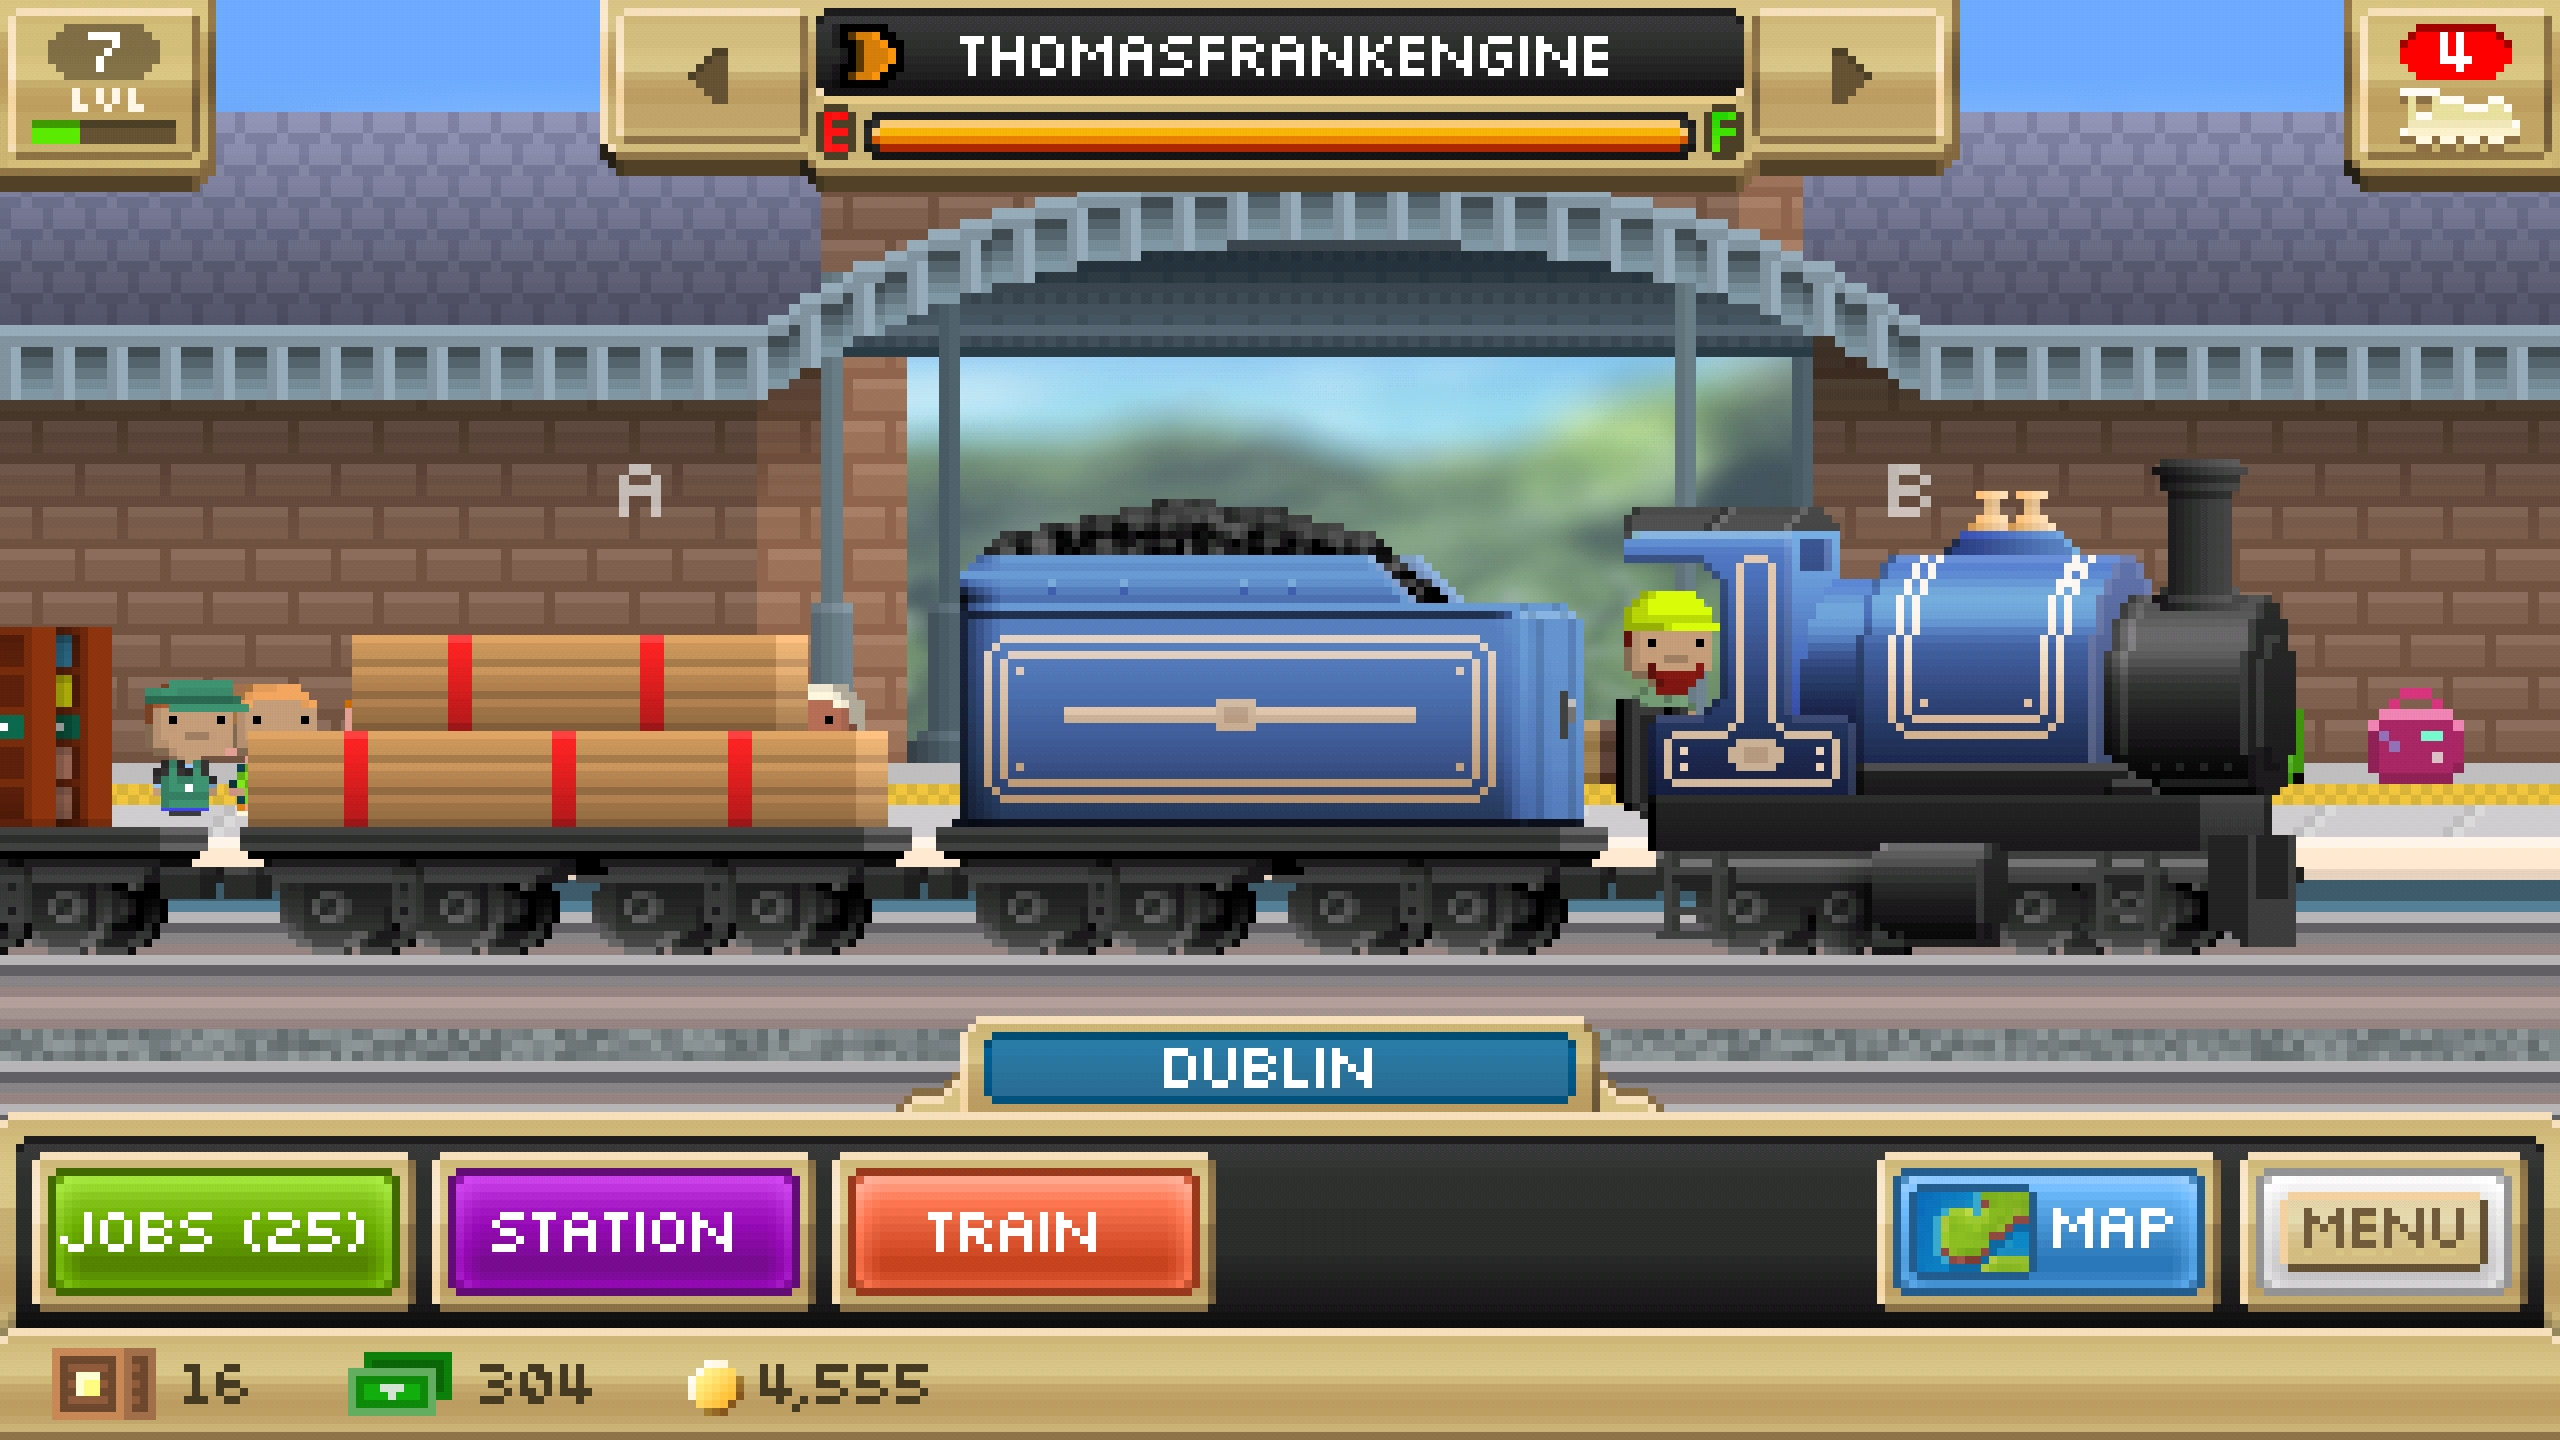 7
LVL
THOMASFRANKENGINE
E F
4
A
B
DUBLIN
JOBS (25)
STATION
TRAIN
MAP
MENU
16
304
4,555